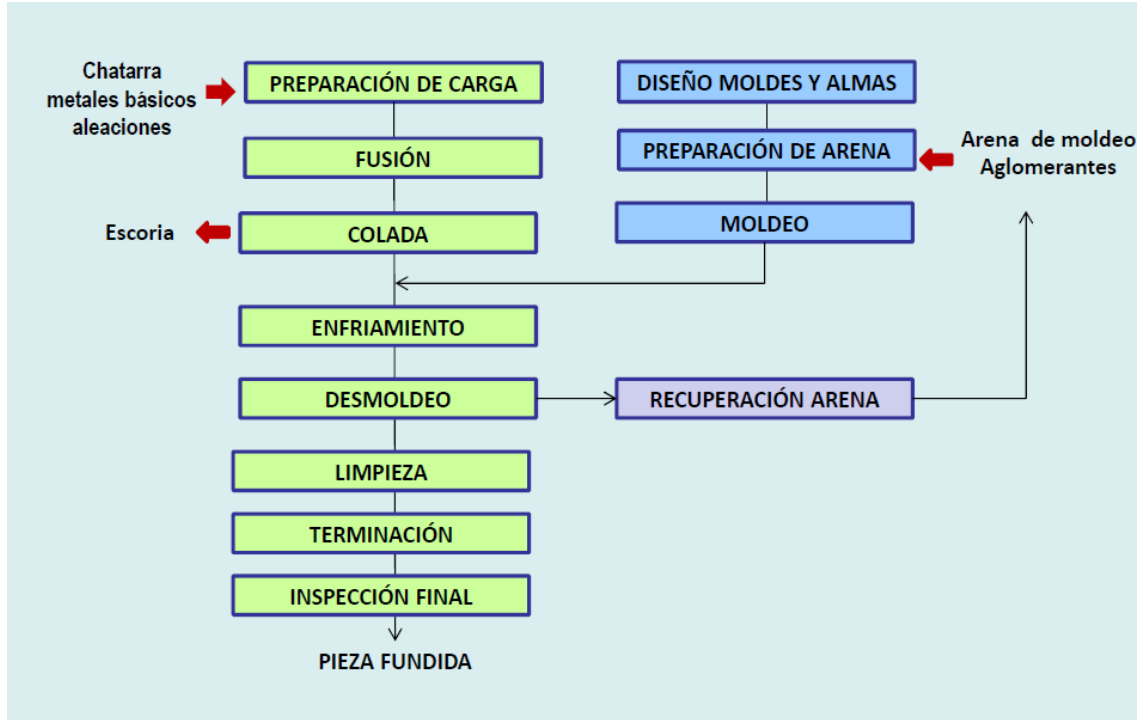 Chatarra
metales básicos
aleaciones
PREPARACIÓN DE CARGA
FUSIÓN
Escoria
COLADA
ENFRIAMIENTO
DESMOLDEO
LIMPIEZA
TERMINACIÓN
INSPECCIÓN FINAL
PIEZA FUNDIDA
DISEÑO MOLDES Y ALMAS
PREPARACIÓN DE ARENA
Arena de moldeo
Aglomerantes
MOLDEO
RECUPERACIÓN ARENA